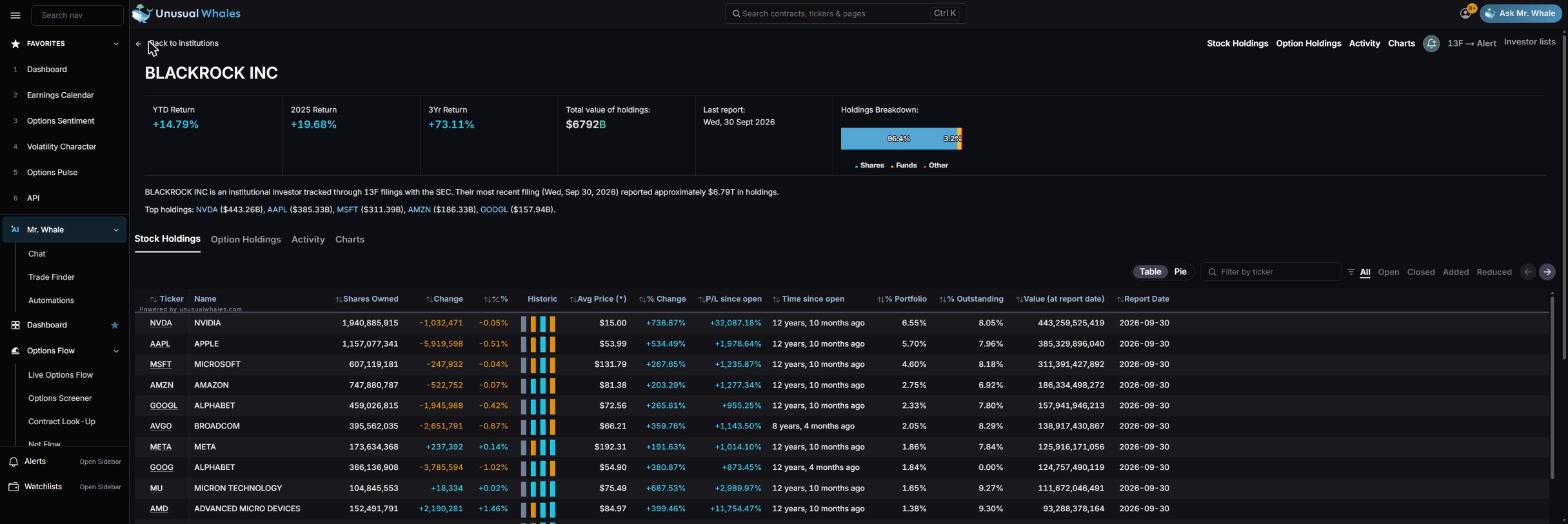 Search nav
Unusual Whales
Search contracts, tickers & pages
Ctrl K
9+
Ask Mr. Whale
FAVORITES
1 Dashboard
2 Earnings Calendar
3 Options Sentiment
4 Volatility Character
5 Options Pulse
6 API
AI Mr. Whale
Chat
Trade Finder
Automations
Dashboard
Options Flow
Live Options Flow
Options Screener
Contract Look-Up
Net Flow
Alerts Open Sidebar
Watchlists Open Sidebar
← Back to institutions
Stock Holdings Option Holdings Activity Charts 13F → Alert Investor lists
BLACKROCK INC
YTD Return
+14.79%
2025 Return
+19.68%
3Yr Return
+73.11%
Total value of holdings:
$6792B
Last report:
Wed, 30 Sept 2026
Holdings Breakdown:
96.4% 3.2%
Shares Funds Other
BLACKROCK INC is an institutional investor tracked through 13F filings with the SEC. Their most recent filing (Wed, Sep 30, 2026) reported approximately $6.79T in holdings.
Top holdings: NVDA ($443.26B), AAPL ($385.33B), MSFT ($311.39B), AMZN ($186.33B), GOOGL ($157.94B).
Stock Holdings Option Holdings Activity Charts
Table Pie Filter by ticker All Open Closed Added Reduced ← →
Ticker Name Shares Owned Change % Historic Avg Price (*) % Change P/L since open Time since open % Portfolio % Outstanding Value (at report date) Report Date
Powered by unusualwhales.com
NVDA NVIDIA 1,940,885,915 -1,032,471 -0.05% $15.00 +736.87% +32,087.18% 12 years, 10 months ago 6.55% 8.05% 443,259,525,419 2026-09-30
AAPL APPLE 1,157,077,341 -5,919,598 -0.51% $53.99 +534.49% +1,978.64% 12 years, 10 months ago 5.70% 7.96% 385,329,896,040 2026-09-30
MSFT MICROSOFT 607,119,181 -247,932 -0.04% $131.79 +267.65% +1,235.87% 12 years, 10 months ago 4.60% 8.18% 311,391,427,892 2026-09-30
AMZN AMAZON 747,880,787 -522,752 -0.07% $81.38 +203.29% +1,277.34% 12 years, 10 months ago 2.75% 6.92% 186,334,498,272 2026-09-30
GOOGL ALPHABET 459,026,815 -1,945,988 -0.42% $72.56 +265.61% +955.25% 12 years, 10 months ago 2.33% 7.80% 157,941,946,213 2026-09-30
AVGO BROADCOM 395,562,035 -2,651,791 -0.67% $66.21 +359.76% +1,143.50% 8 years, 4 months ago 2.05% 8.29% 138,917,430,867 2026-09-30
META META 173,634,368 +237,392 +0.14% $192.31 +191.63% +1,014.10% 12 years, 10 months ago 1.86% 7.84% 125,916,171,056 2026-09-30
GOOG ALPHABET 366,136,908 -3,785,594 -1.02% $54.90 +380.87% +873.45% 12 years, 4 months ago 1.84% 0.00% 124,757,490,119 2026-09-30
MU MICRON TECHNOLOGY 104,845,553 +18,334 +0.02% $75.49 +687.53% +2,989.97% 12 years, 10 months ago 1.65% 9.27% 111,672,046,491 2026-09-30
AMD ADVANCED MICRO DEVICES 152,491,791 +2,190,281 +1.46% $84.97 +399.46% +11,754.47% 12 years, 10 months ago 1.38% 9.30% 93,288,378,164 2026-09-30